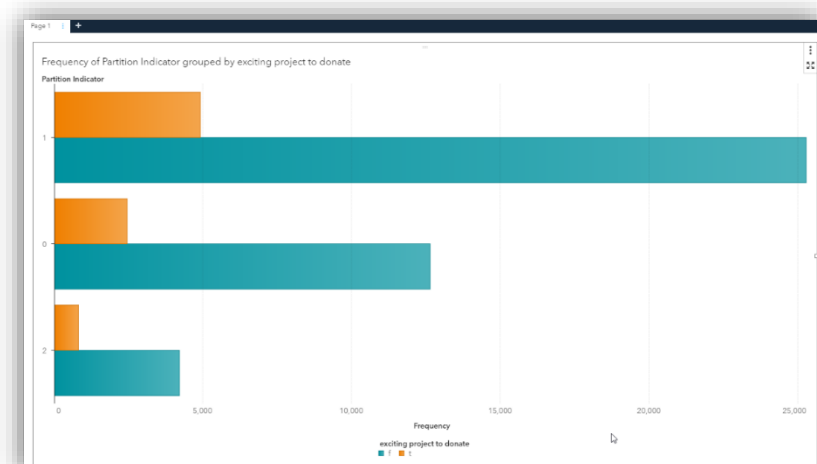 Page 1
Frequency of Partition Indicator grouped by exciting project to donate
Partition Indicator
1
0
2
0 5,000 10,000 15,000 20,000 25,000
Frequency
exciting project to donate
f t